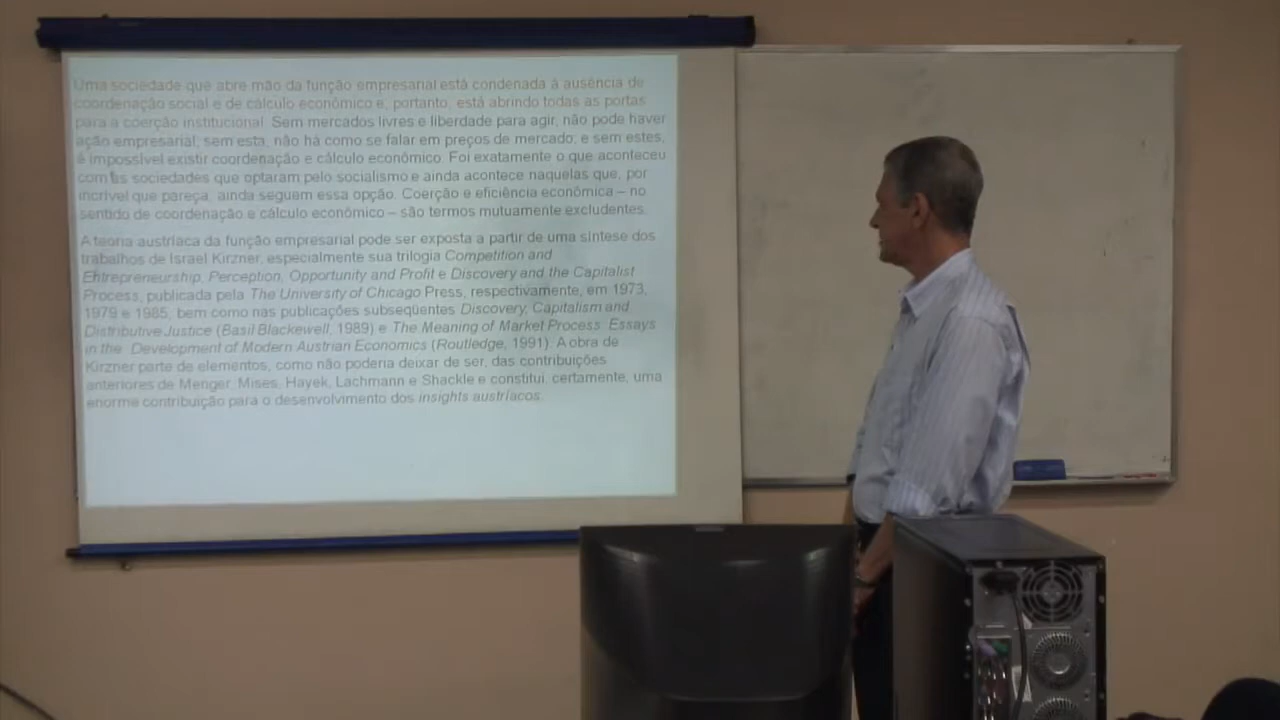 Uma sociedade que abre mão da função empresarial está condenada à ausência de
coordenação social e de cálculo econômico e, portanto, está abrindo todas as portas
para a coerção institucional. Sem mercados livres e liberdade para agir, não pode haver
ação empresarial; sem esta, não há como se falar em preços de mercado; e sem estes,
é impossível existir coordenação e cálculo econômico. Foi exatamente o que aconteceu
com as sociedades que optaram pelo socialismo e ainda acontece naquelas que, por
incrível que pareça, ainda seguem essa opção. Coerção e eficiência econômica – no
sentido de coordenação e cálculo econômico – são termos mutuamente excludentes.
A teoria austríaca da função empresarial pode ser exposta a partir de uma síntese dos
trabalhos de Israel Kirzner, especialmente sua trilogia Competition and
Entrepreneurship, Perception, Opportunity and Profit e Discovery and the Capitalist
Process, publicada pela The University of Chicago Press, respectivamente, em 1973,
1979 e 1985, bem como nas publicações subseqüentes Discovery, Capitalism and
Distributive Justice (Basil Blackewell, 1989) e The Meaning of Market Process: Essays
in the Development of Modern Austrian Economics (Routledge, 1991). A obra de
Kirzner parte de elementos, como não poderia deixar de ser, das contribuições
anteriores de Menger, Mises, Hayek, Lachmann e Shackle e constitui, certamente, uma
enorme contribuição para o desenvolvimento dos insights austríacos.